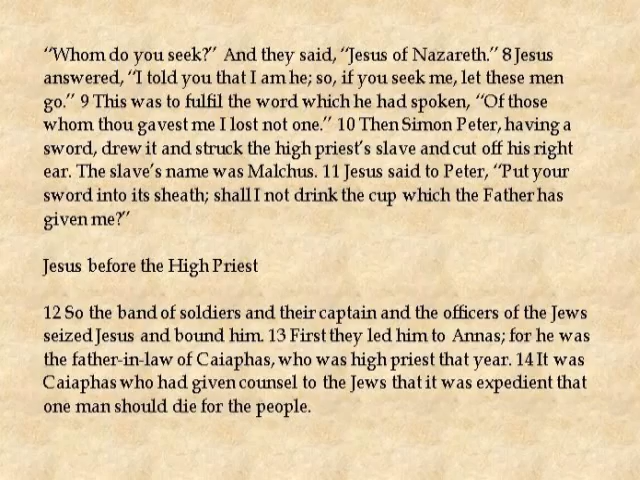 “Whom do you seek?” And they said, “Jesus of Nazareth.” 8 Jesus
answered, “I told you that I am he; so, if you seek me, let these men
go.” 9 This was to fulfil the word which he had spoken, “Of those
whom thou gavest me I lost not one.” 10 Then Simon Peter, having a
sword, drew it and struck the high priest’s slave and cut off his right
ear. The slave’s name was Malchus. 11 Jesus said to Peter, “Put your
sword into its sheath; shall I not drink the cup which the Father has
given me?”
Jesus before the High Priest
12 So the band of soldiers and their captain and the officers of the Jews
seized Jesus and bound him. 13 First they led him to Annas; for he was
the father-in-law of Caiaphas, who was high priest that year. 14 It was
Caiaphas who had given counsel to the Jews that it was expedient that
one man should die for the people.